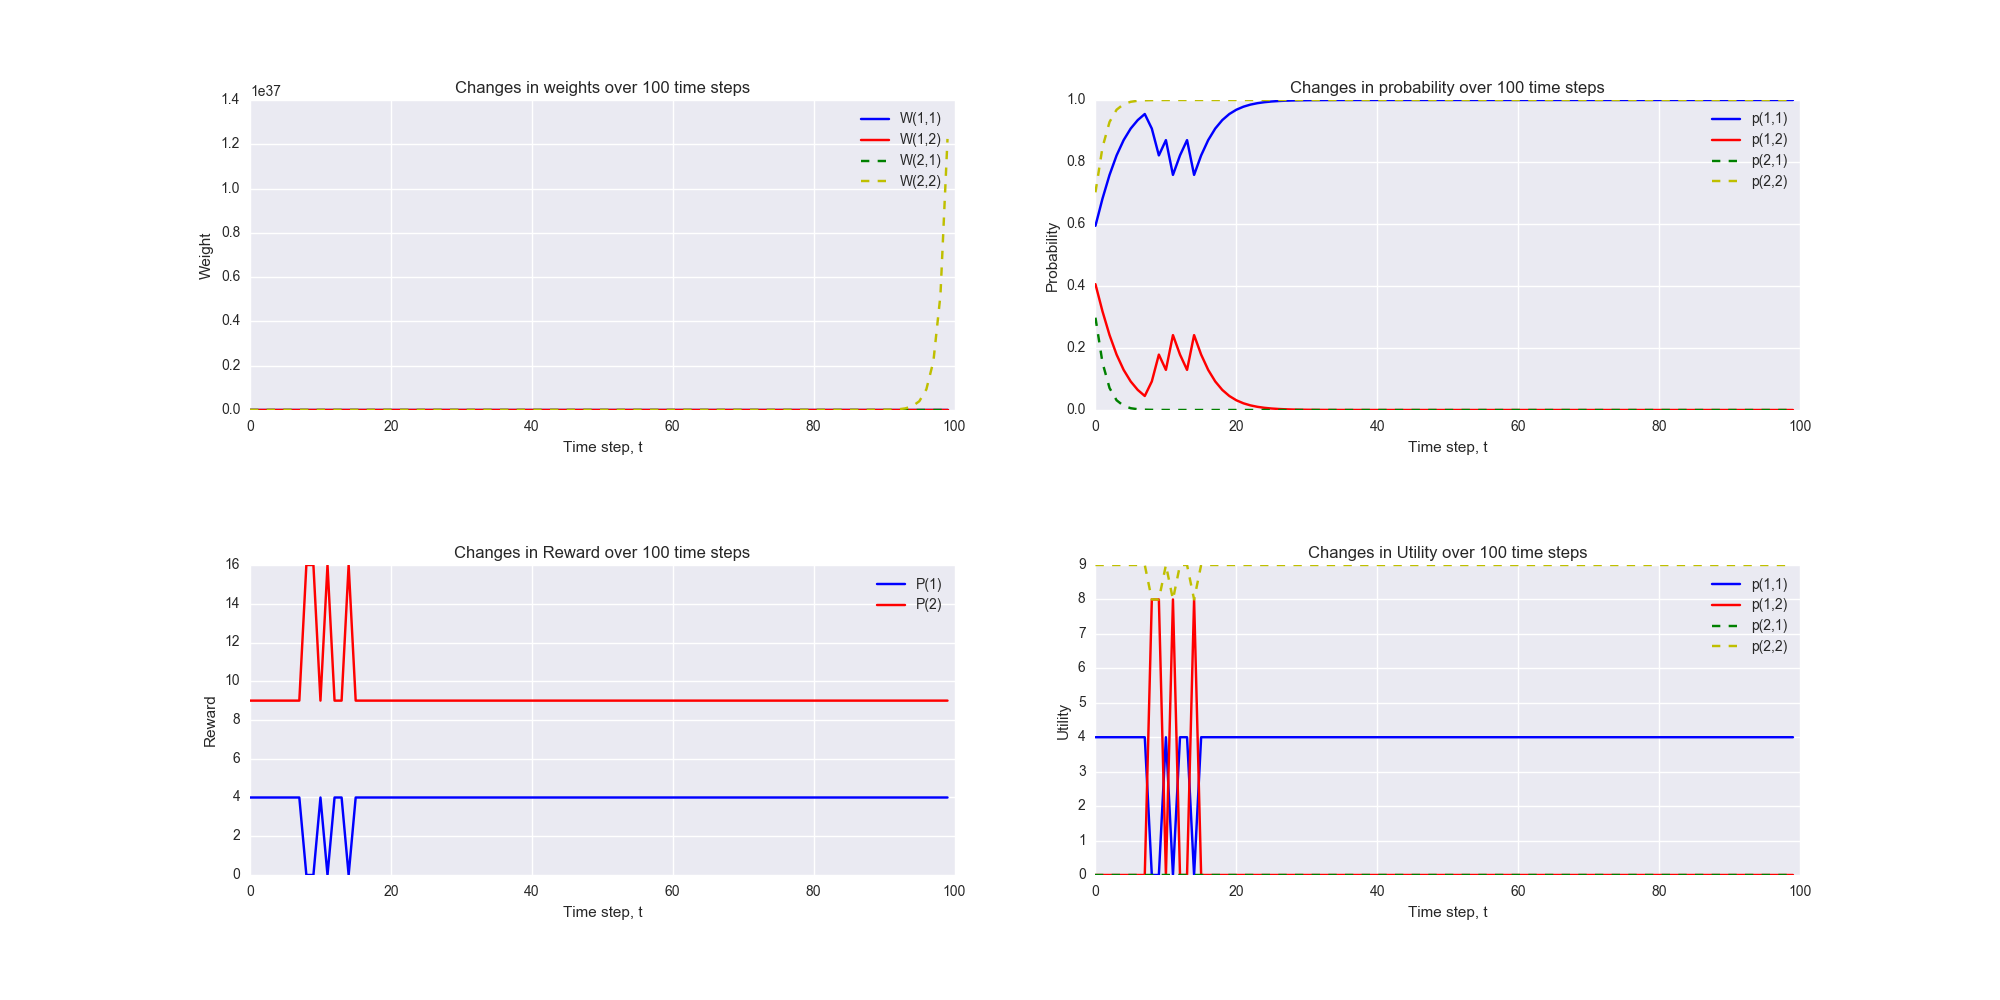 Changes in weights over 100 time steps
1e37
1.4
1.2
1.0
0.8
0.6
0.4
0.2
0.0
Weight
W(1,1)
W(1,2)
W(2,1)
W(2,2)
0 20 40 60 80 100
Time step, t
Changes in probability over 100 time steps
1.0
0.8
0.6
0.4
0.2
0.0
Probability
p(1,1)
p(1,2)
p(2,1)
p(2,2)
0 20 40 60 80 100
Time step, t
Changes in Reward over 100 time steps
16
14
12
10
8
6
4
2
0
Reward
P(1)
P(2)
0 20 40 60 80 100
Time step, t
Changes in Utility over 100 time steps
9
8
7
6
5
4
3
2
1
0
Utility
p(1,1)
p(1,2)
p(2,1)
p(2,2)
0 20 40 60 80 100
Time step, t